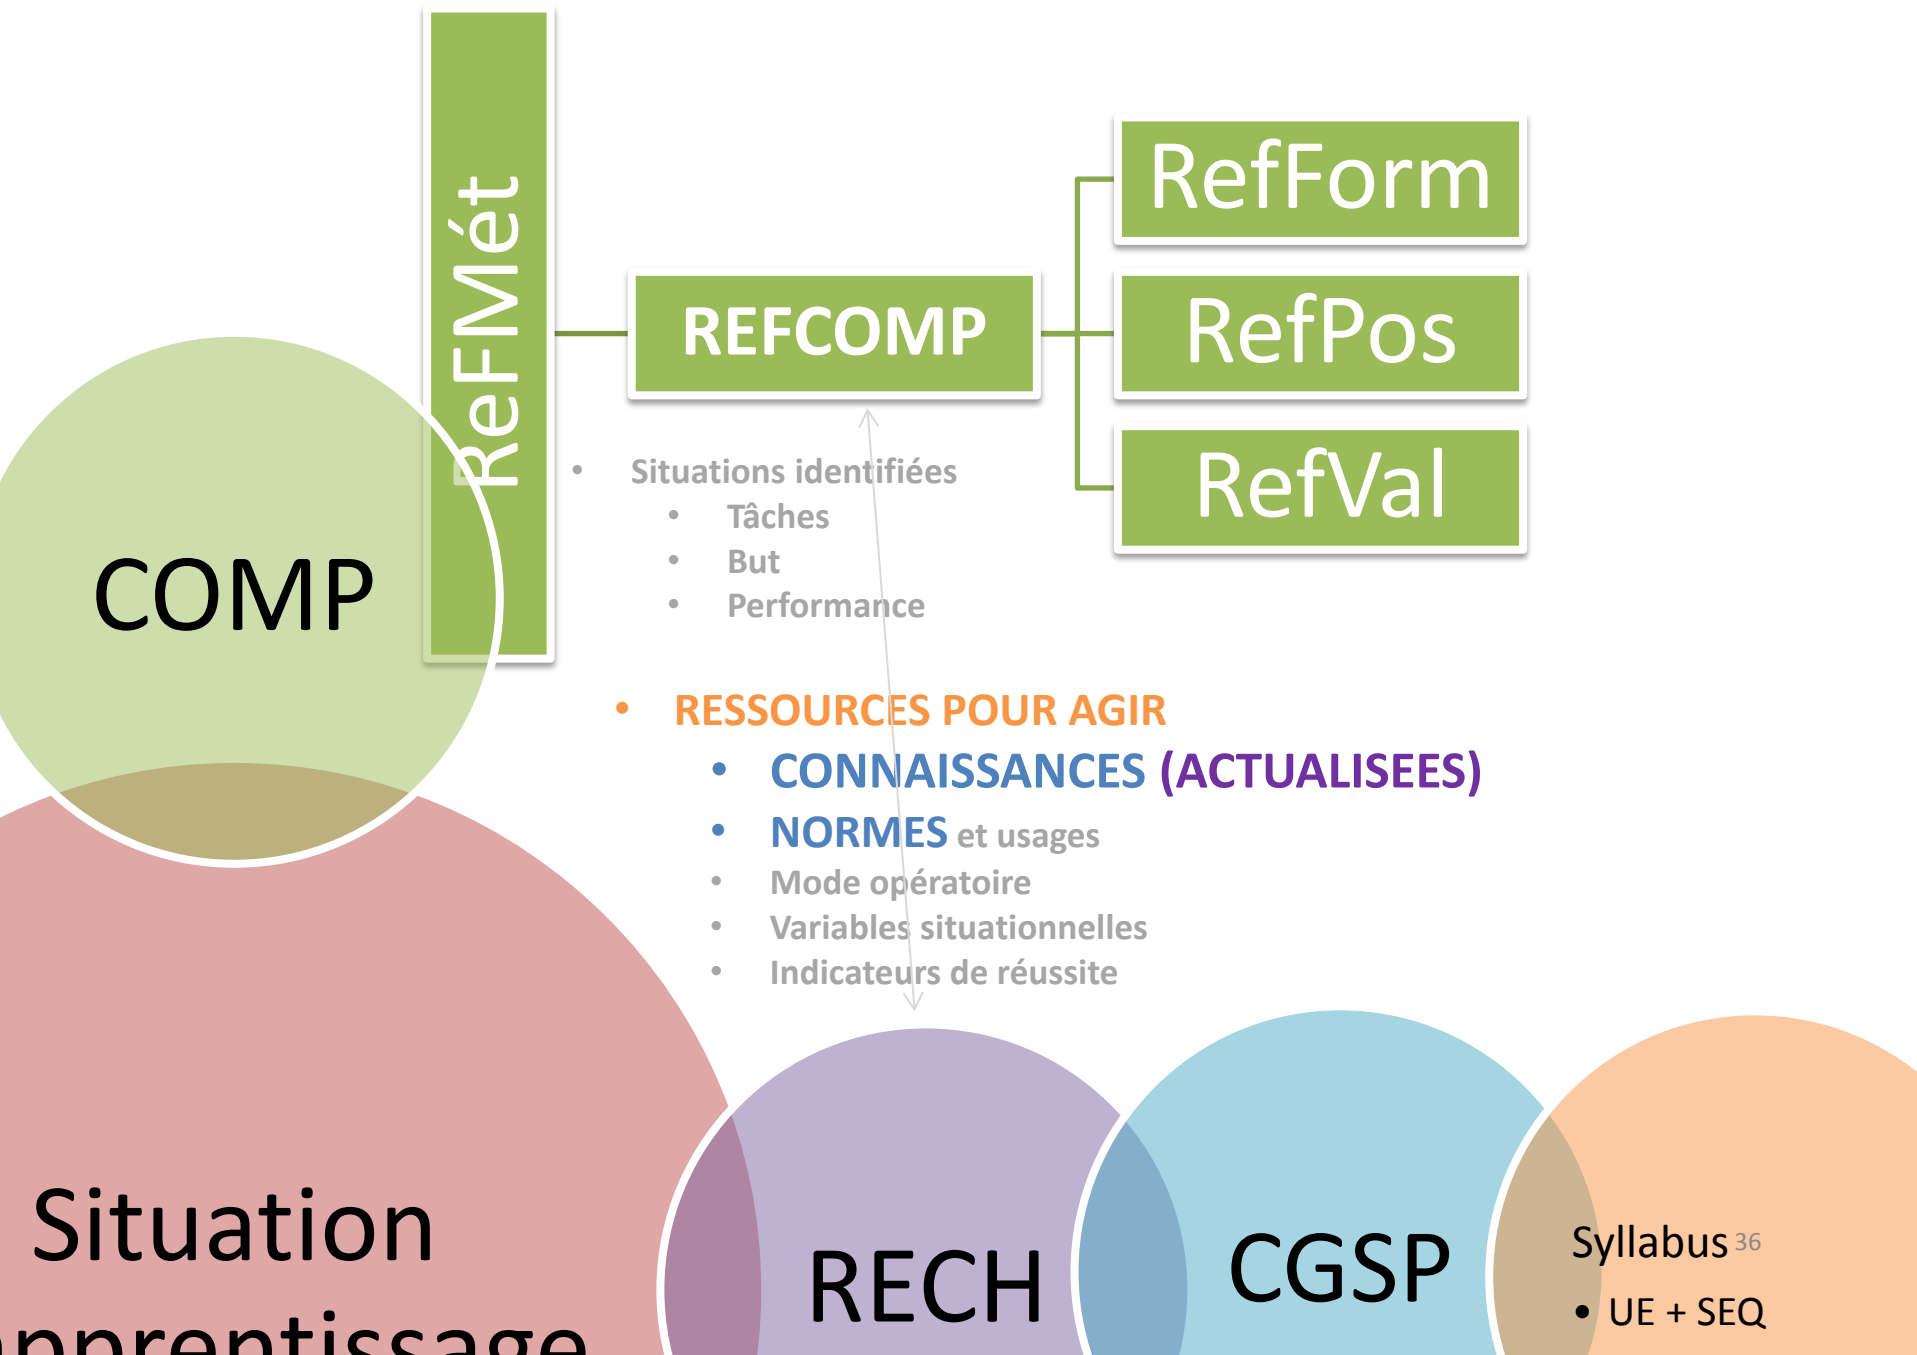 ReFMét
RefForm
REFCOMP
RefPos
RefVal
• Situations identifiées
• Tâches
• But
• Performance
COMP
• RESSOURCES POUR AGIR
• CONNAISSANCES (ACTUALISEES)
• NORMES et usages
• Mode opératoire
• Variables situationnelles
• Indicateurs de réussite
Situation
apprentissage
RECH
CGSP
Syllabus 36
• UE + SEQ